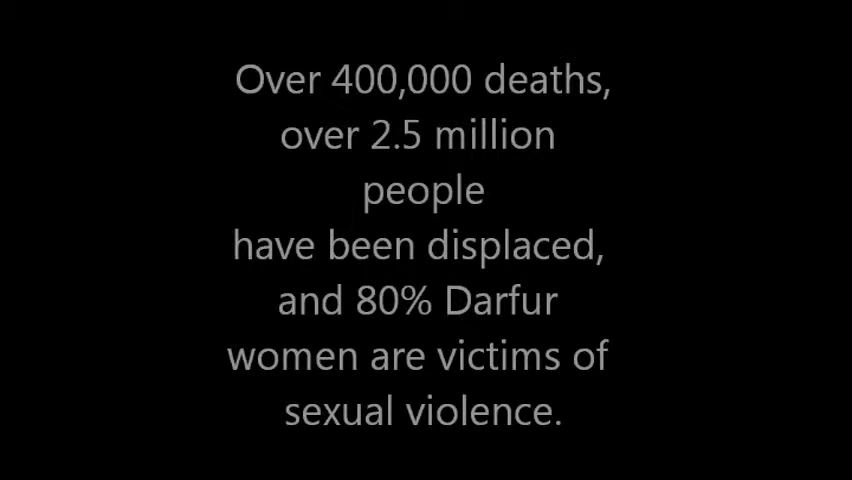 Over 400,000 deaths,
over 2.5 million
people
have been displaced,
and 80% Darfur
women are victims of
sexual violence.